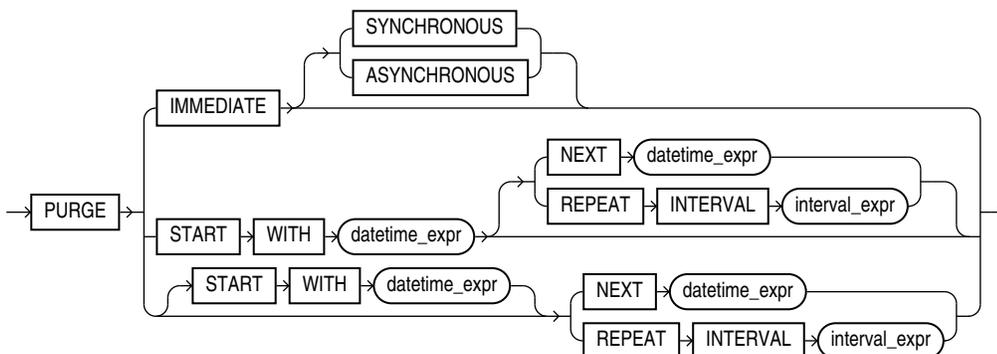 SYNCHRONOUS
ASYNCHRONOUS
IMMEDIATE
NEXT datetime_expr
REPEAT INTERVAL interval_expr
PURGE
START WITH datetime_expr
START WITH datetime_expr
NEXT datetime_expr
REPEAT INTERVAL interval_expr